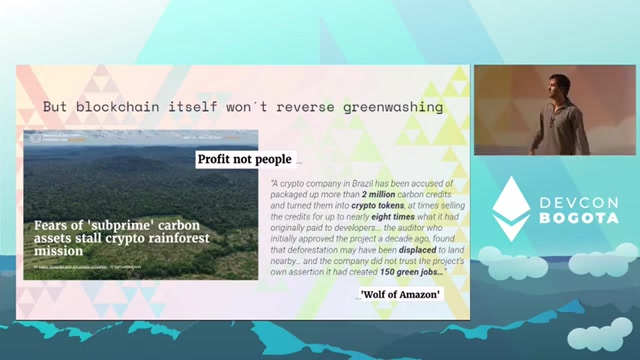 But blockchain itself won´t reverse greenwashing
Profit not people ...
Fears of 'subprime' carbon
assets stall crypto rainforest
mission
"A crypto company in Brazil has been accused of
packaged up more than 2 million carbon credits
and turned them into crypto tokens, at times selling
the credits for up to nearly eight times what it had
originally paid to developers... the auditor who
initially approved the project a decade ago, found
that deforestation may have been displaced to land
nearby... and the company did not trust the project's
own assertion it had created 150 green jobs..."
...'Wolf of Amazon'
DEVCON
BOGOTA